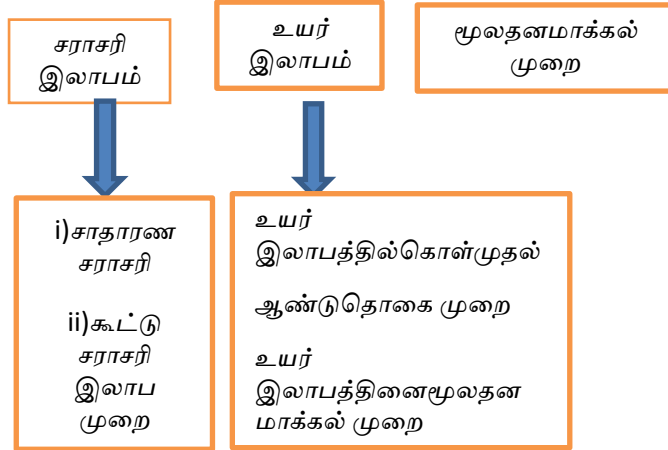 சராசரி
இலாபம்
உயர்
இலாபம்
மூலதனமாக்கல்
முறை
i)சாதாரண
சராசரி
ii)கூட்டு
சராசரி
இலாப
முறை
உயர்
இலாபத்தில்கொள்முதல்
ஆண்டுதொகை முறை
உயர்
இலாபத்தினைமூலதன
மாக்கல் முறை